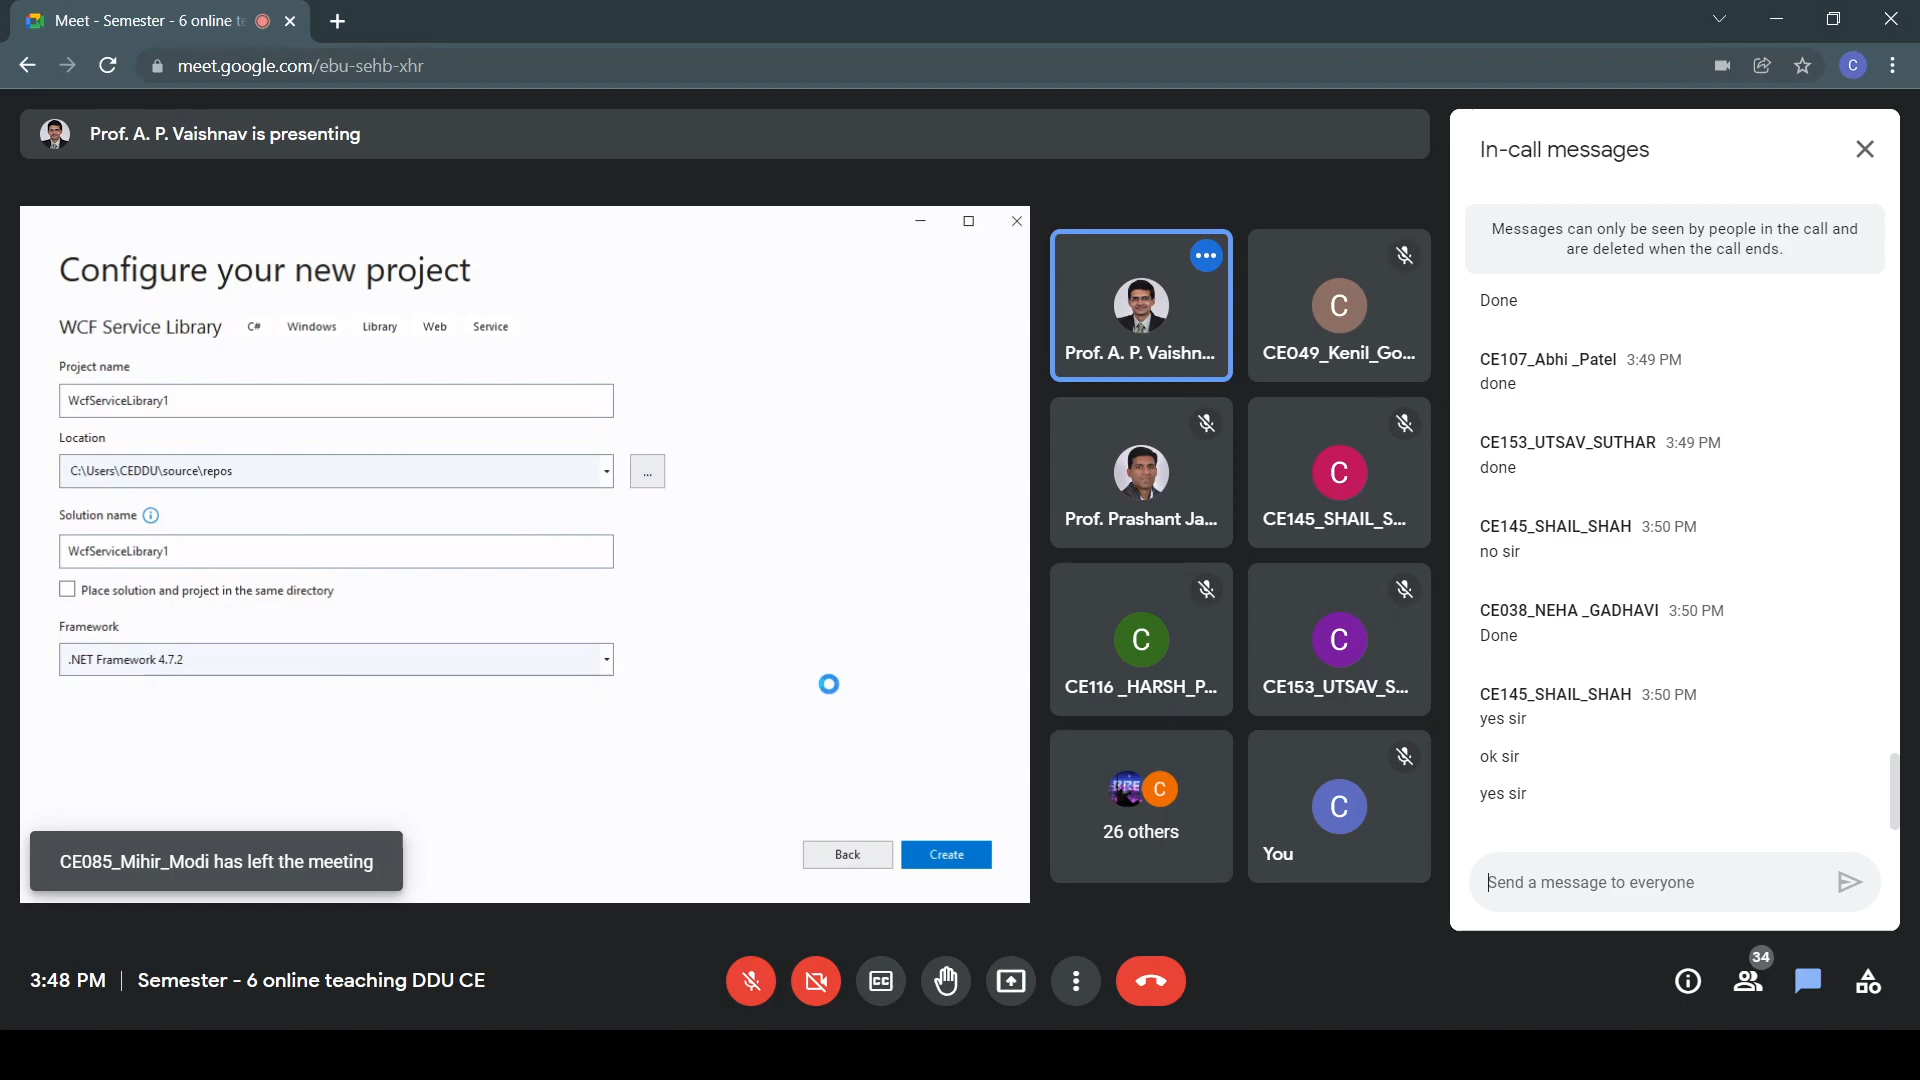 Meet - Semester - 6 online te
meet.google.com/ebu-sehb-xhr
C
Prof. A. P. Vaishnav is presenting
Configure your new project
WCF Service Library C# Windows Library Web Service
Project name
WcfServiceLibrary1
Location
C:\Users\CEDDU\source\repos
...
Solution name
WcfServiceLibrary1
Place solution and project in the same directory
Framework
.NET Framework 4.7.2
Back Create
CE085_Mihir_Modi has left the meeting
Prof. A. P. Vaishn...
C
CE049_Kenil_Go...
Prof. Prashant Ja...
C
CE145_SHAIL_S...
C
CE116 _HARSH_P...
C
CE153_UTSAV_S...
C
26 others
C
You
In-call messages
Messages can only be seen by people in the call and
are deleted when the call ends.
Done
CE107_Abhi _Patel 3:49 PM
done
CE153_UTSAV_SUTHAR 3:49 PM
done
CE145_SHAIL_SHAH 3:50 PM
no sir
CE038_NEHA _GADHAVI 3:50 PM
Done
CE145_SHAIL_SHAH 3:50 PM
yes sir
ok sir
yes sir
Send a message to everyone
3:48 PM | Semester - 6 online teaching DDU CE
CC
34